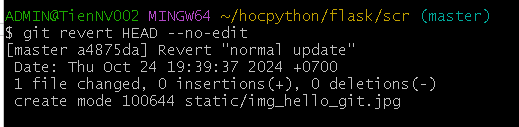 ADMIN@TienNV002 MINGW64 ~/hocpython/flask/scr (master)
$ git revert HEAD --no-edit
[master a4875da] Revert "normal update"
 Date: Thu Oct 24 19:39:37 2024 +0700
 1 file changed, 0 insertions(+), 0 deletions(-)
 create mode 100644 static/img_hello_git.jpg